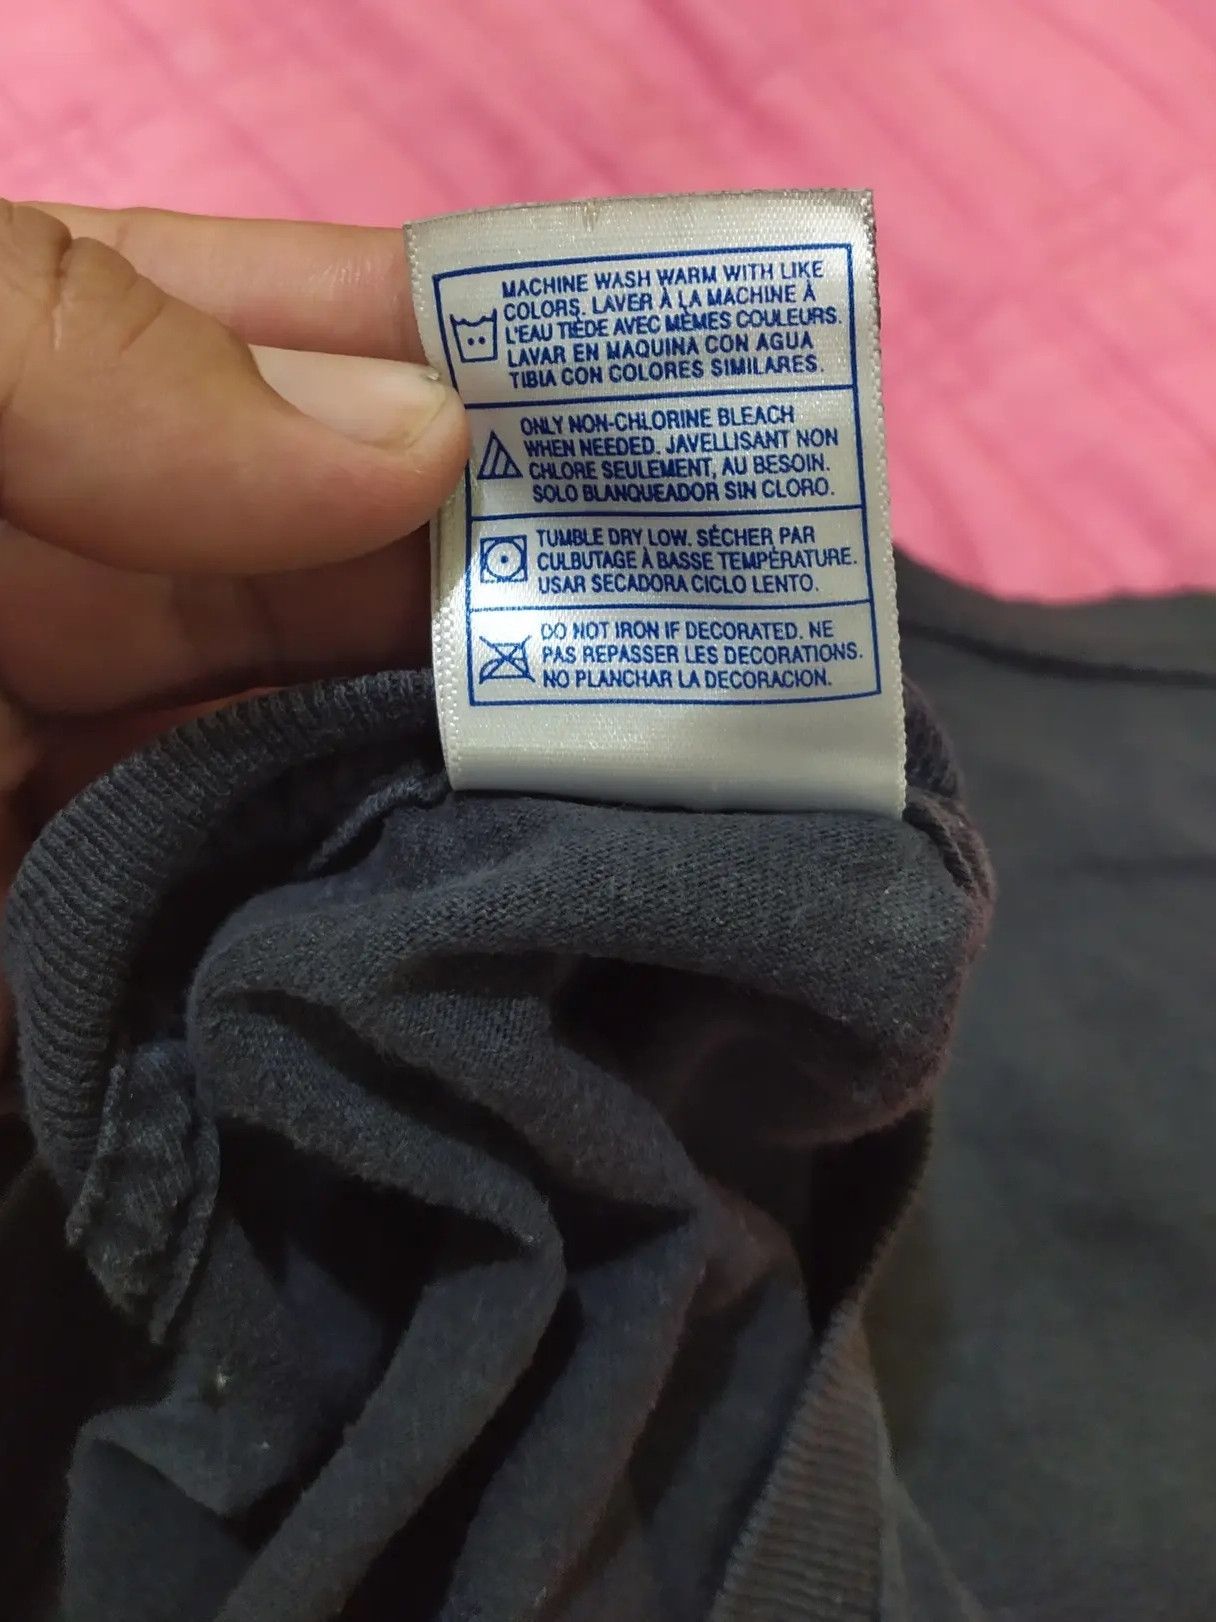 MACHINE WASH WARM WITH LIKE
COLORS. LAVER À LA MACHINE À
L'EAU TIÈDE AVEC MÊMES COULEURS.
LAVAR EN MAQUINA CON AGUA
TIBIA CON COLORES SIMILARES.
ONLY NON-CHLORINE BLEACH
WHEN NEEDED. JAVELLISANT NON
CHLORE SEULEMENT, AU BESOIN.
SOLO BLANQUEADOR SIN CLORO.
TUMBLE DRY LOW. SÉCHER PAR
CULBUTAGE À BASSE TEMPÉRATURE.
USAR SECADORA CICLO LENTO.
DO NOT IRON IF DECORATED. NE
PAS REPASSER LES DECORATIONS.
NO PLANCHAR LA DECORACION.